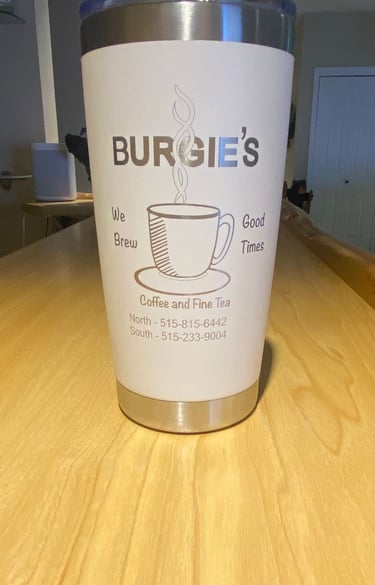 BURGIE'S
We Brew
Good Times
Coffee and Fine Tea
North - 515-815-6442
South - 515-233-9004